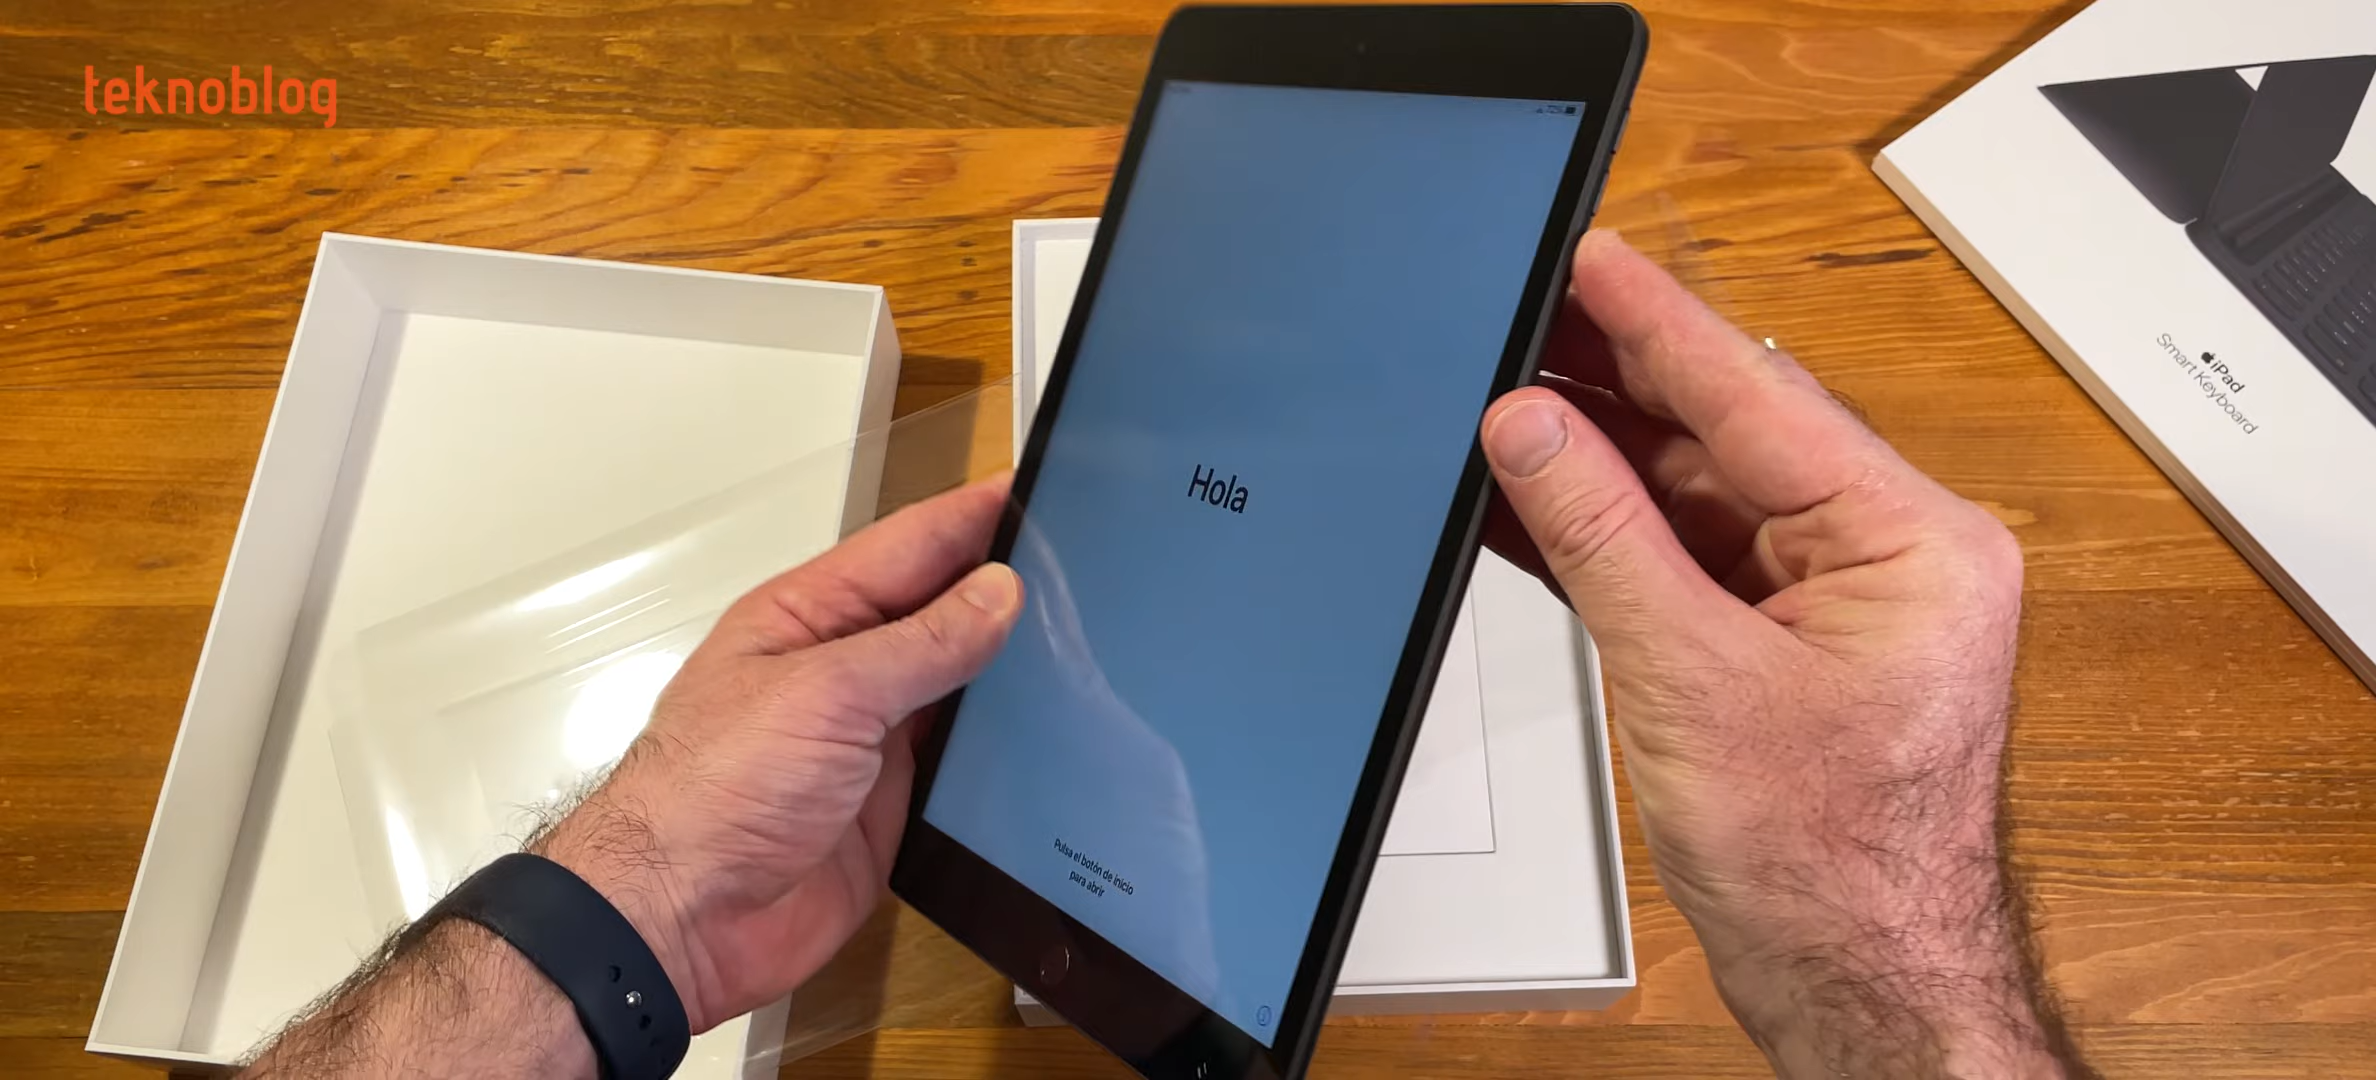 teknoblog
Hola
Pulsa el botón de inicio
para abrir
iPad
Smart Keyboard